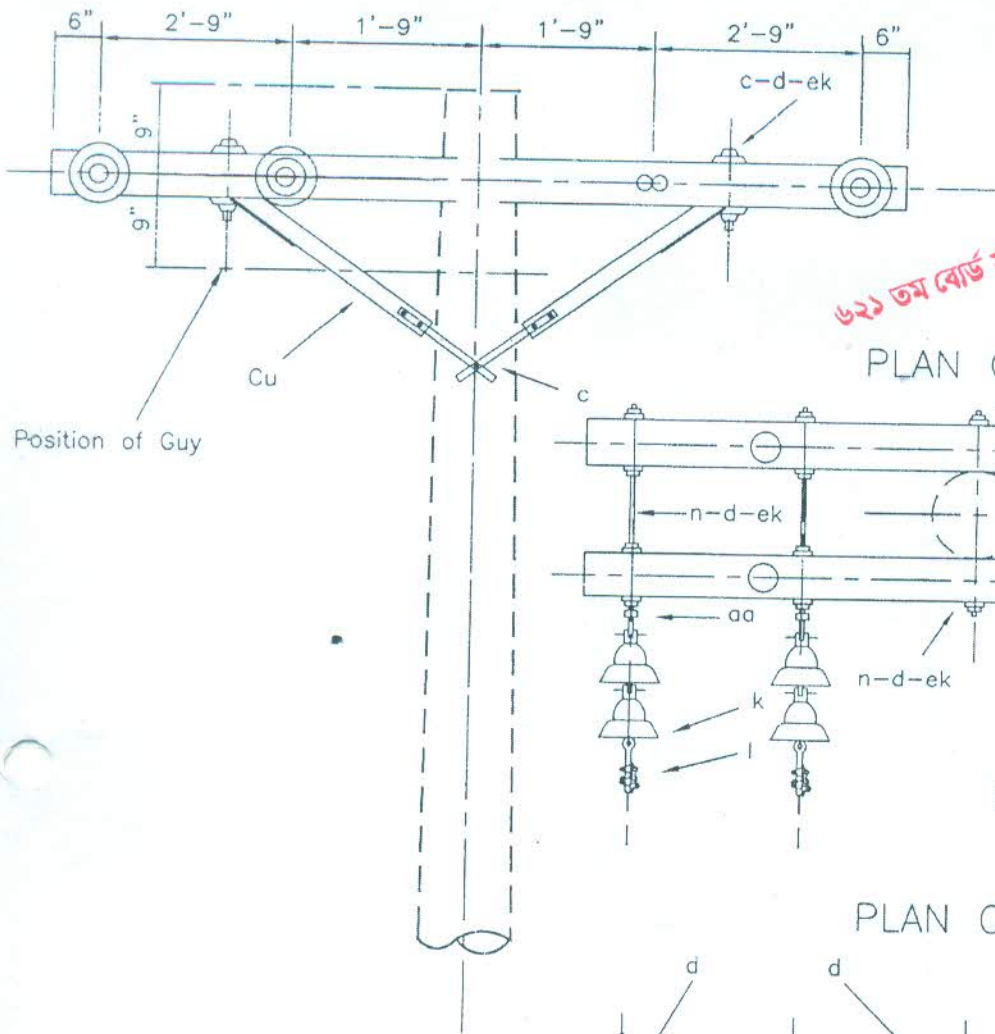 6" 2'-9" 1'-9" 1'-9" 2'-9" 6"
c-d-ek
9"
9"
৬২১ তম বোর্ড
PLAN
Cu
c
Position of Guy
n-d-ek
aa
n-d-ek
k
l
PLAN
d d